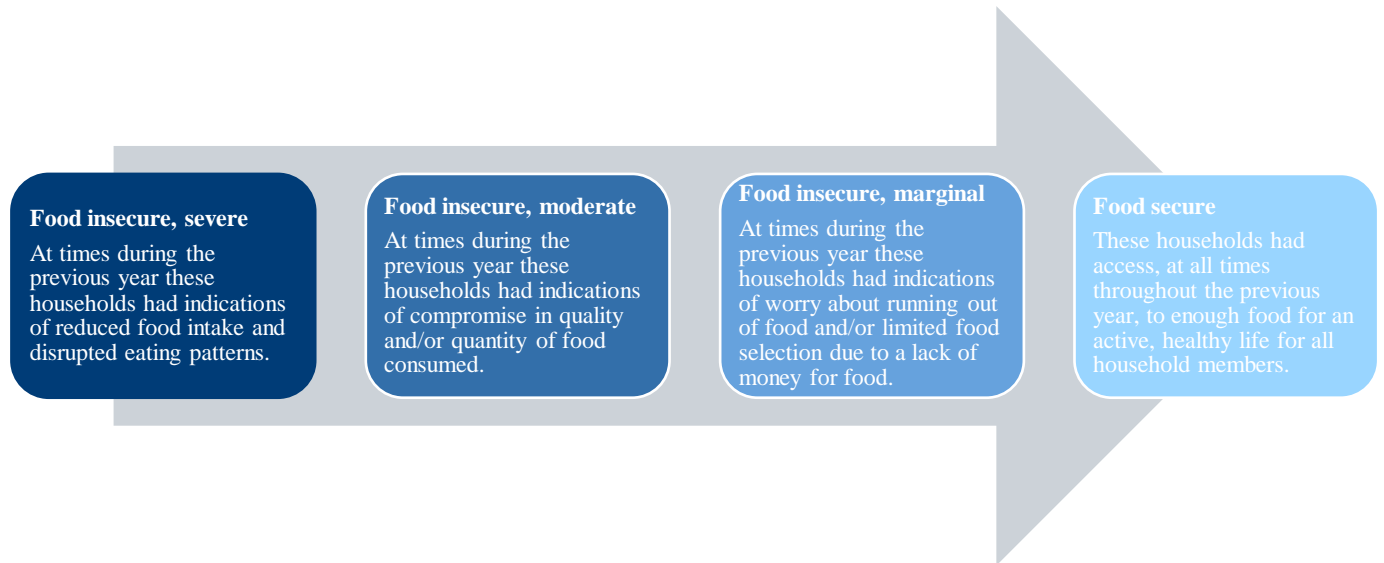 Food insecure, severe
At times during the
previous year these
households had indications
of reduced food intake and
disrupted eating patterns.
Food insecure, moderate
At times during the
previous year these
households had indications
of compromise in quality
and/or quantity of food
consumed.
Food insecure, marginal
At times during the
previous year these
households had indications
of worry about running out
of food and/or limited food
selection due to a lack of
money for food.
Food secure
These households had
access, at all times
throughout the previous
year, to enough food for an
active, healthy life for all
household members.